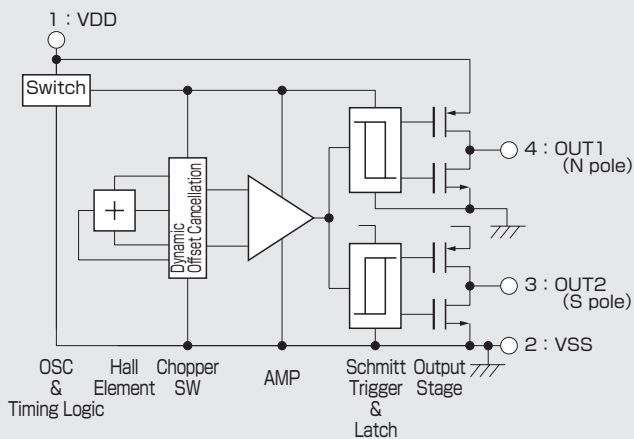 1 : VDD
Switch
Dynamic
Offset Cancellation
4 : OUT1
(N pole)
3 : OUT2
(S pole)
2 : VSS
OSC
&
Timing Logic
Hall
Element
Chopper
SW
AMP
Schmitt
Trigger
&
Latch
Output
Stage